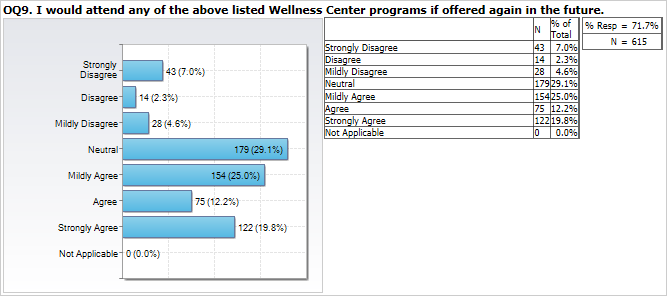 OQ9. I would attend any of the above listed Wellness Center programs if offered again in the future.
Strongly
Disagree
43 (7.0%)
Disagree
14 (2.3%)
Mildly Disagree
28 (4.6%)
Neutral
179 (29.1%)
Mildly Agree
154 (25.0%)
Agree
75 (12.2%)
Strongly Agree
122 (19.8%)
Not Applicable
0 (0.0%)
N % of
Total
Strongly Disagree 43 7.0%
Disagree 14 2.3%
Mildly Disagree 28 4.6%
Neutral 179 29.1%
Mildly Agree 154 25.0%
Agree 75 12.2%
Strongly Agree 122 19.8%
Not Applicable 0 0.0%
% Resp = 71.7%
N = 615